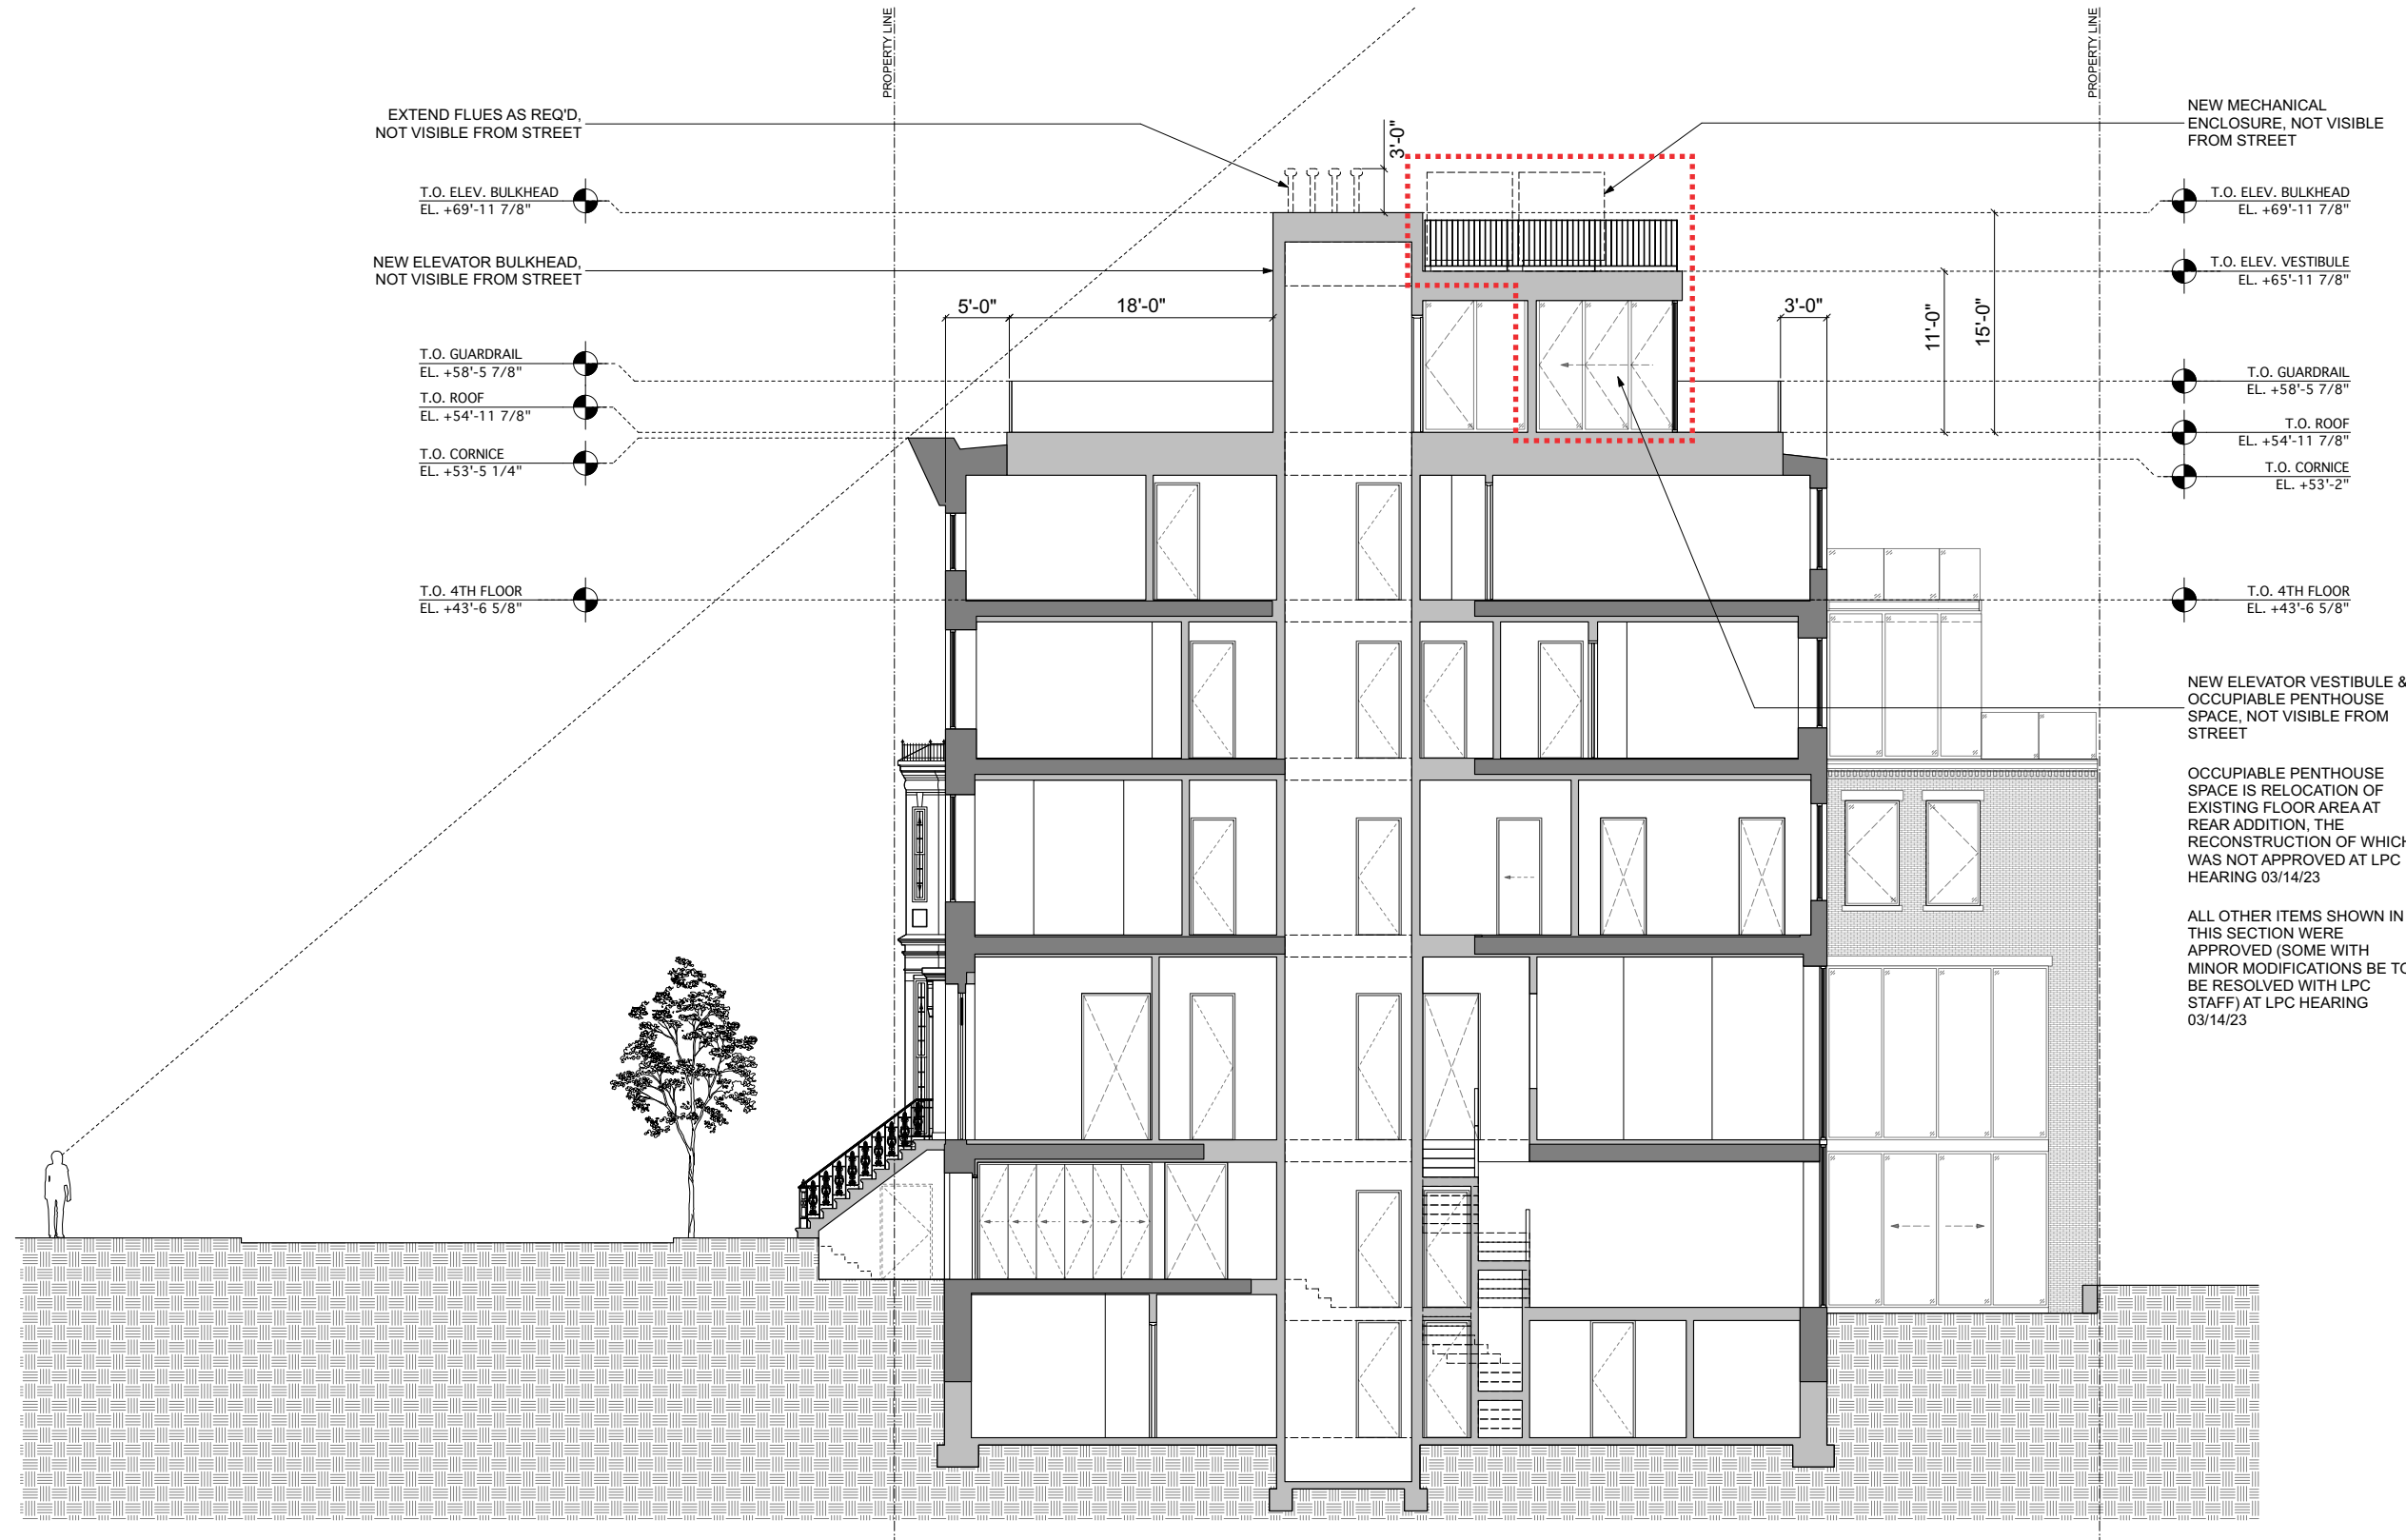 PROPERTY LINE
PROPERTY LINE
EXTEND FLUES AS REQ'D,
NOT VISIBLE FROM STREET
T.O. ELEV. BULKHEAD
EL. +69'-11 7/8"
NEW ELEVATOR BULKHEAD,
NOT VISIBLE FROM STREET
T.O. GUARDRAIL
EL. +58'-5 7/8"
T.O. ROOF
EL. +54'-11 7/8"
T.O. CORNICE
EL. +53'-5 1/4"
T.O. 4TH FLOOR
EL. +43'-6 5/8"
5'-0"
18'-0"
3'-0"
3'-0"
11'-0"
15'-0"
NEW MECHANICAL
ENCLOSURE, NOT VISIBLE
FROM STREET
T.O. ELEV. BULKHEAD
EL. +69'-11 7/8"
T.O. ELEV. VESTIBULE
EL. +65'-11 7/8"
T.O. GUARDRAIL
EL. +58'-5 7/8"
T.O. ROOF
EL. +54'-11 7/8"
T.O. CORNICE
EL. +53'-2"
T.O. 4TH FLOOR
EL. +43'-6 5/8"
NEW ELEVATOR VESTIBULE &
OCCUPIABLE PENTHOUSE
SPACE, NOT VISIBLE FROM
STREET
OCCUPIABLE PENTHOUSE
SPACE IS RELOCATION OF
EXISTING FLOOR AREA AT
REAR ADDITION, THE
RECONSTRUCTION OF WHICH
WAS NOT APPROVED AT LPC
HEARING 03/14/23
ALL OTHER ITEMS SHOWN IN
THIS SECTION WERE
APPROVED (SOME WITH
MINOR MODIFICATIONS BE TO
BE RESOLVED WITH LPC
STAFF) AT LPC HEARING
03/14/23